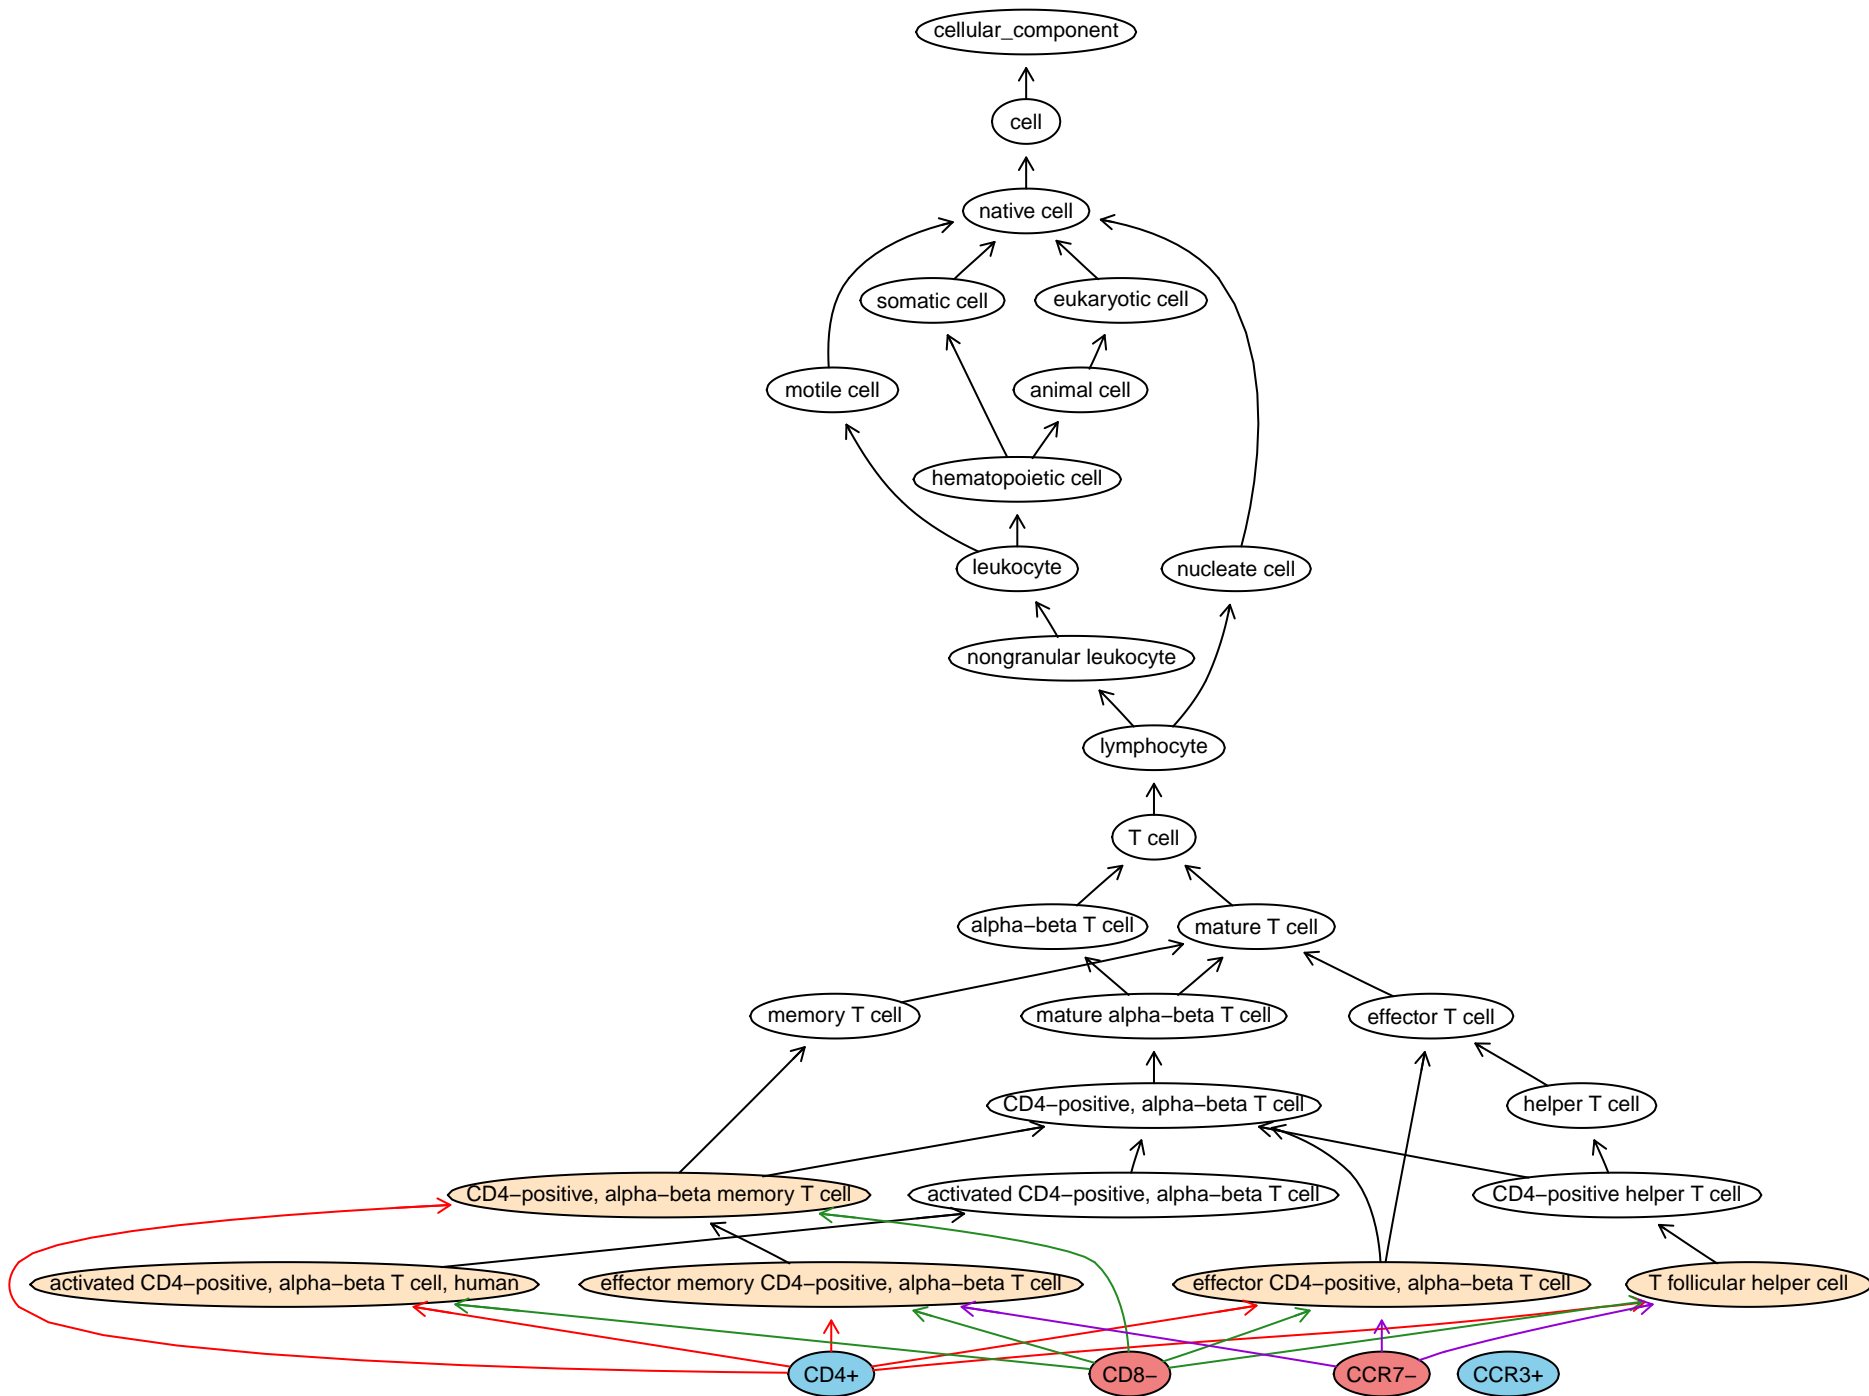 cellular_component
cell
native cell
somatic cell
eukaryotic cell
motile cell
animal cell
hematopoietic cell
leukocyte
nucleate cell
nongranular leukocyte
lymphocyte
T cell
alpha−beta T cell
mature T cell
memory T cell
mature alpha−beta T cell
effector T cell
CD4−positive, alpha−beta T cell
helper T cell
CD4−positive, alpha−beta memory T cell
activated CD4−positive, alpha−beta T cell
CD4−positive helper T cell
activated CD4−positive, alpha−beta T cell, human
effector memory CD4−positive, alpha−beta T cell
effector CD4−positive, alpha−beta T cell
T follicular helper cell
CD4+
CD8−
CCR7−
CCR3+